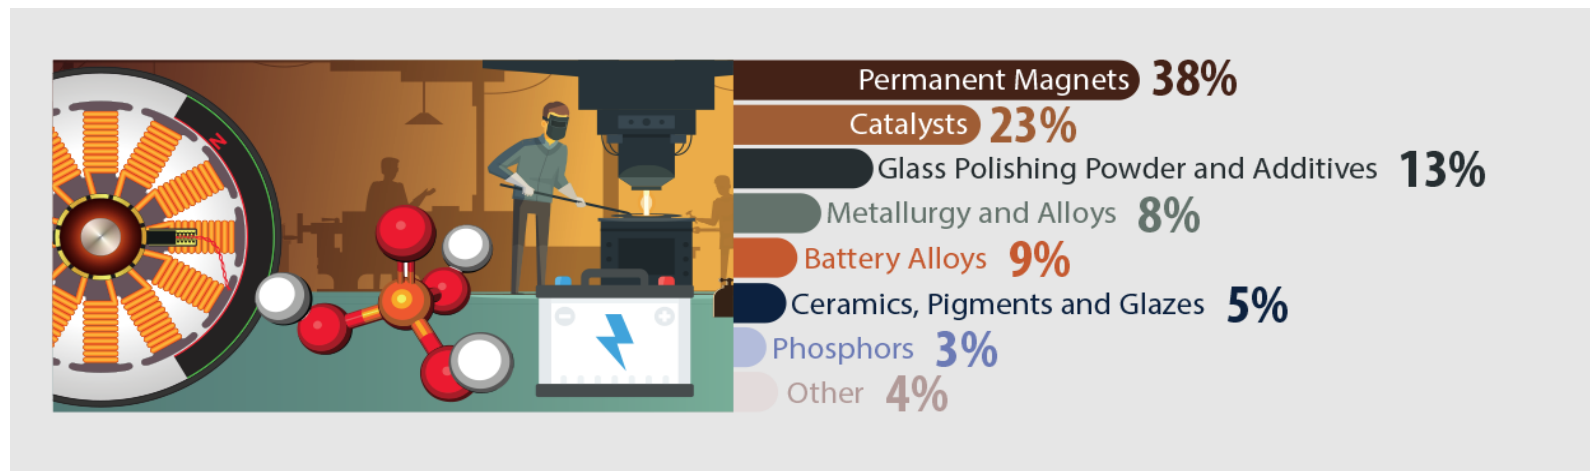 Permanent Magnets 38%
Catalysts 23%
Glass Polishing Powder and Additives 13%
Metallurgy and Alloys 8%
Battery Alloys 9%
Ceramics, Pigments and Glazes 5%
Phosphors 3%
Other 4%
N